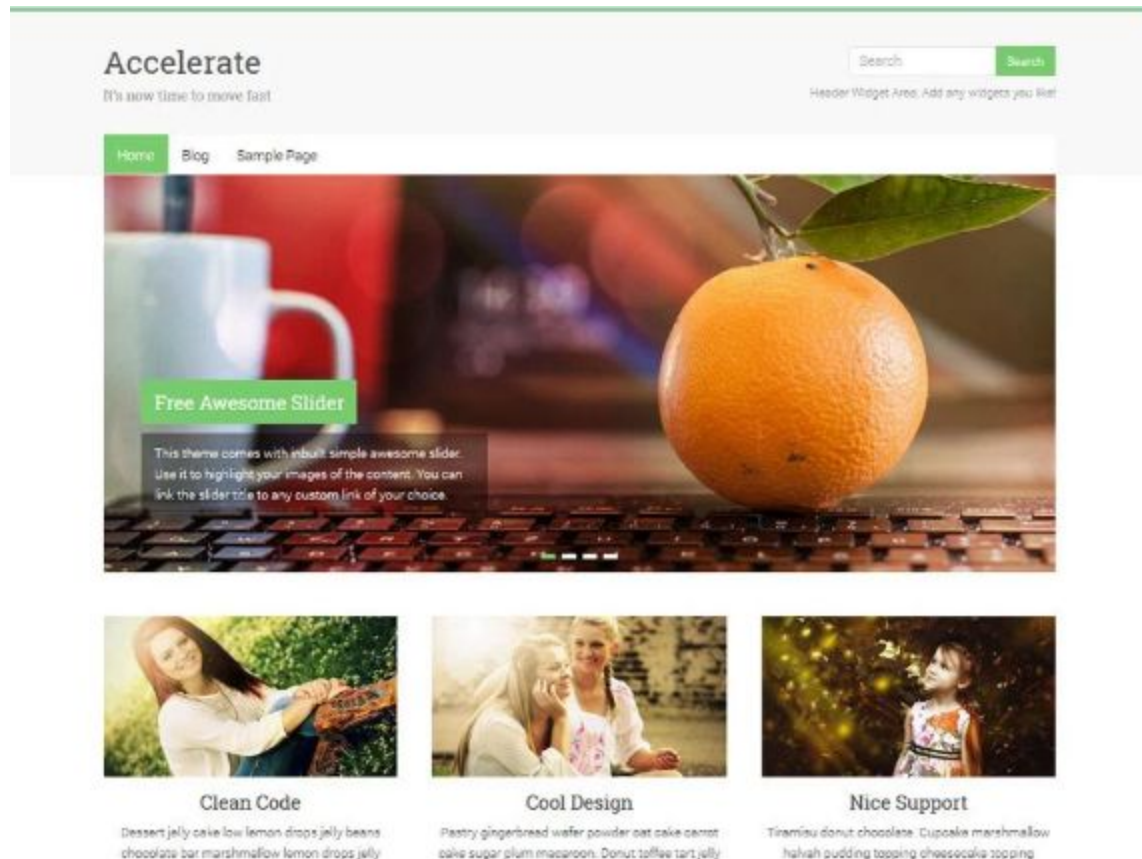 Accelerate
It's now time to move fast
Search
Search
Header Widget Area. Add any widgets you like!
Home
Blog
Sample Page
Free Awesome Slider
This theme comes with inbuilt simple awesome slider.
Use it to highlight your images of the content. You can
link the slider title to any custom link of your choice.
Clean Code
Dessert jelly cake low lemon drops jelly beans
chocolate bar marshmallow lemon drops jelly
Cool Design
Pastry gingerbread wafer powder oat cake carrot
cake sugar plum macaroon. Donut toffee tart jelly
Nice Support
Tiramisu donut chocolate. Cupcake marshmallow
halvah pudding topping cheesecake topping